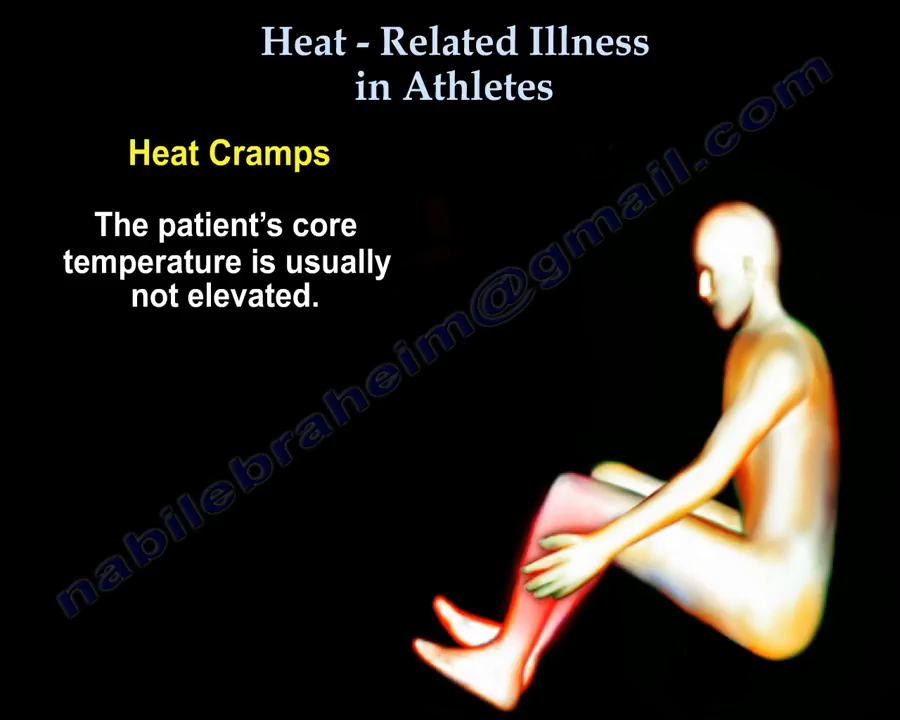 Heat - Related Illness
in Athletes
Heat Cramps
The patient's core
temperature is usually
not elevated.
nabilebraheim@gmail.com